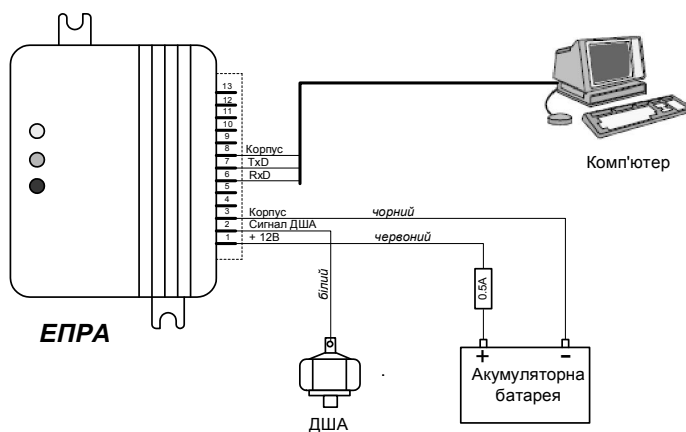 13
12
11
10
9
8
Корпус
7
TxD
6
RxD
5
4
3
Корпус
чорний
2
Сигнал ДША
1
+ 12В
червоний
Комп'ютер
білий
0.5А
ЕПРА
+
−
Акумуляторна
батарея
ДША